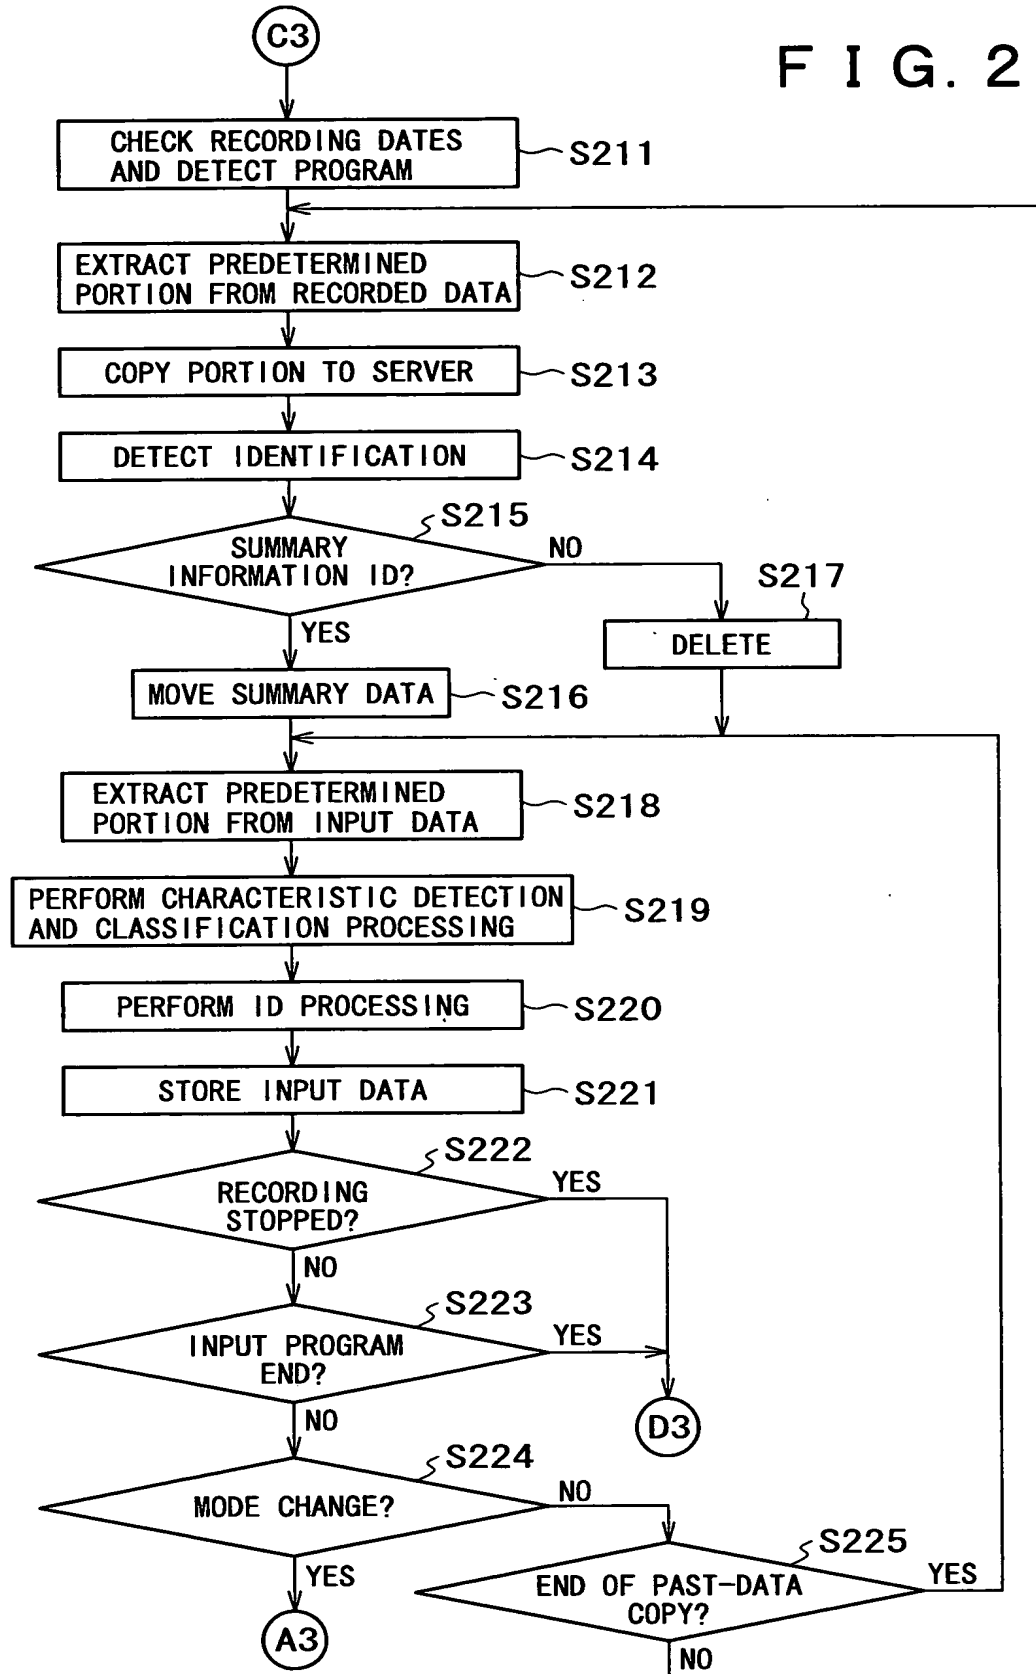 C3
FIG. 2
CHECK RECORDING DATES
AND DETECT PROGRAM
S211
EXTRACT PREDETERMINED
PORTION FROM RECORDED DATA
S212
COPY PORTION TO SERVER
S213
DETECT IDENTIFICATION
S214
S215
SUMMARY
INFORMATION ID?
NO
YES
S217
DELETE
MOVE SUMMARY DATA
S216
EXTRACT PREDETERMINED
PORTION FROM INPUT DATA
S218
PERFORM CHARACTERISTIC DETECTION
AND CLASSIFICATION PROCESSING
S219
PERFORM ID PROCESSING
S220
STORE INPUT DATA
S221
S222
RECORDING
STOPPED?
YES
NO
S223
INPUT PROGRAM
END?
YES
NO
D3
S224
MODE CHANGE?
NO
YES
S225
END OF PAST-DATA
COPY?
YES
A3
NO